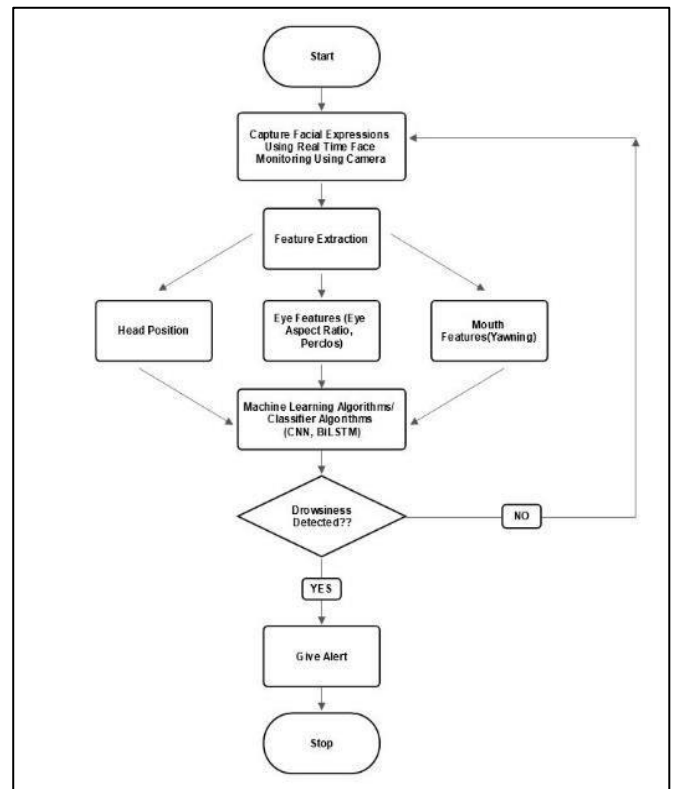 Start
Capture Facial Expressions
Using Real Time Face
Monitoring Using Camera
Feature Extraction
Head Position
Eye Features (Eye
Aspect Ratio,
Perclos)
Mouth
Features(Yawning)
Machine Learning Algorithms/
Classifier Algorthms
(CNN, BiLSTM)
Drowsiness
Detected??
NO
YES
Give Alert
Stop